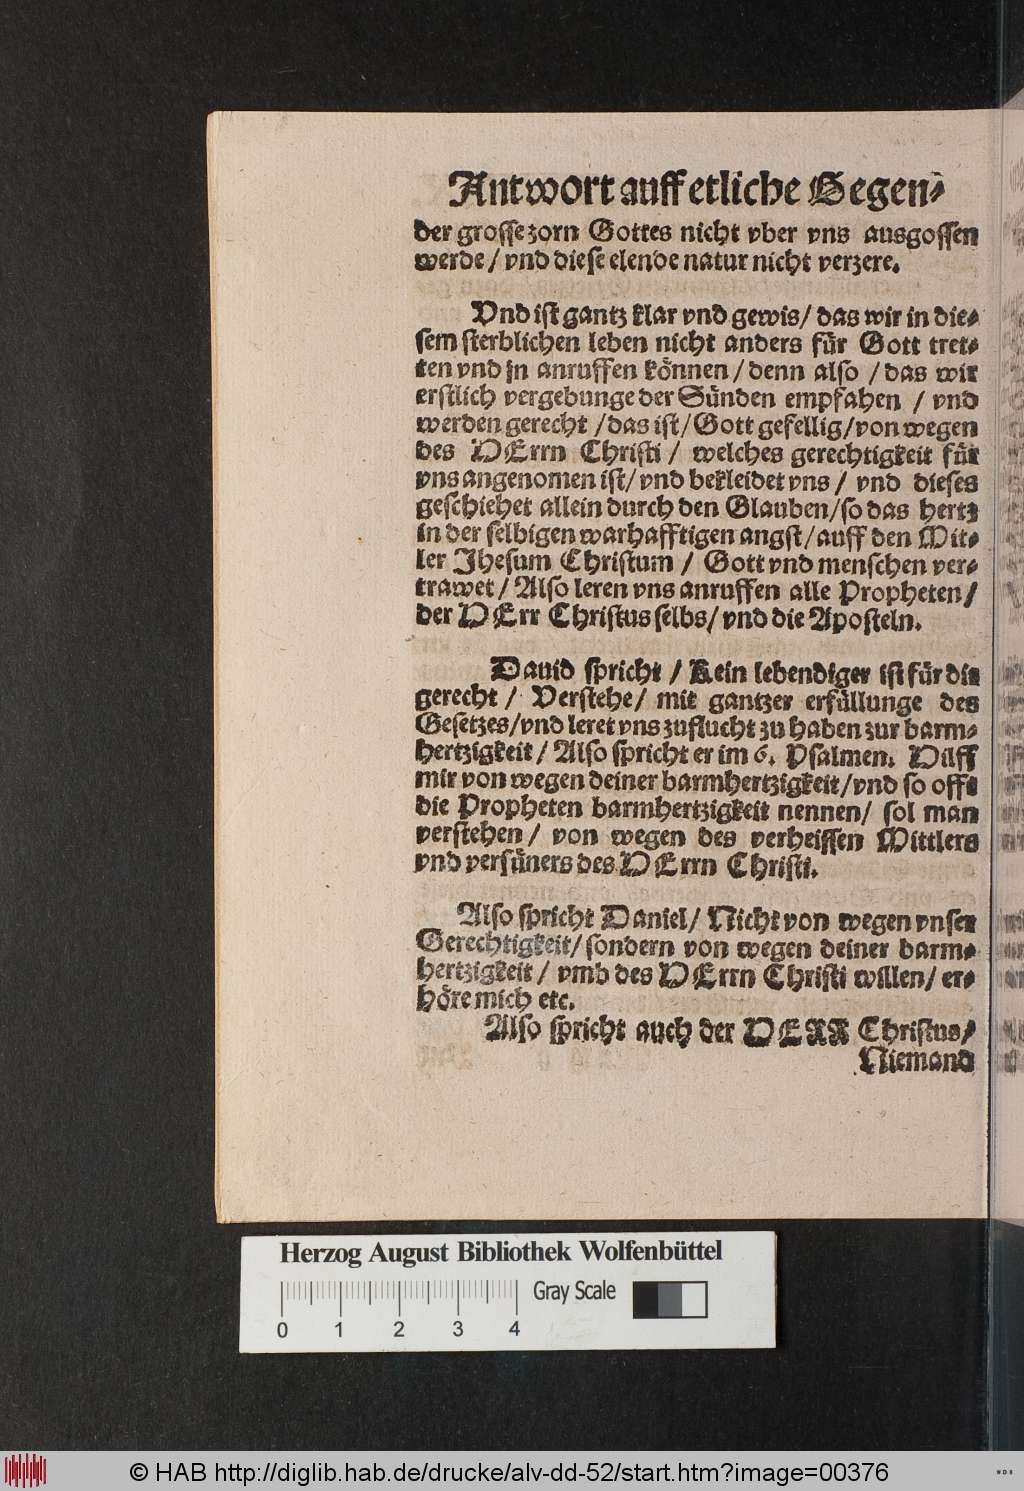 Antwort auff etliche Gegen-
der grosse zorn Gottes nicht vber vns ausgossen
werde / vnd diese elende natur nicht verzere.
Vnd ist gantz klar vnd gewis / das wir in die-
sem sterblichen leben nicht anders für Gott tret-
ten vnd jn anruffen können / denn also / das wir
erstlich vergebunge der Sünden empfahen / vnd
werden gerecht / das ist / Gott gefellig / von wegen
des HErrn Christi / welches gerechtigkeit für
vns angenomen ist / vnd bekleidet vns / vnd dieses
geschiehet allein durch den Glauben / so das hertz
in der selbigen warhafftigen angst / auff den Mit-
ler Jhesum Christum / Gott vnd menschen ver-
trawet / Also leren vns anruffen alle Propheten /
der HErr Christus selbs / vnd die Aposteln.
Dauid spricht / Kein lebendiger ist für dir
gerecht / Verstehe / mit gantzer erfüllunge des
Gesetzes / vnd leret vns zuflucht zu haben zur barm-
hertzigkeit / Also spricht er im 6. Psalmen. Hilff
mir von wegen deiner barmhertzigkeit / vnd so offt
die Propheten barmhertzigkeit nennen / sol man
verstehen / von wegen des verheissen Mittlers
vnd versüners des HErrn Christi.
Also spricht Daniel / Nicht von wegen vnser
Gerechtigkeit / sondern von wegen deiner barm-
hertzigkeit / vmb des HErrn Christi willen / er-
höre mich etc.
Also spricht auch der HERR Christus /
Niemand
Herzog August Bibliothek Wolfenbüttel
Gray Scale
0 1 2 3 4
© HAB http://diglib.hab.de/drucke/alv-dd-52/start.htm?image=00376